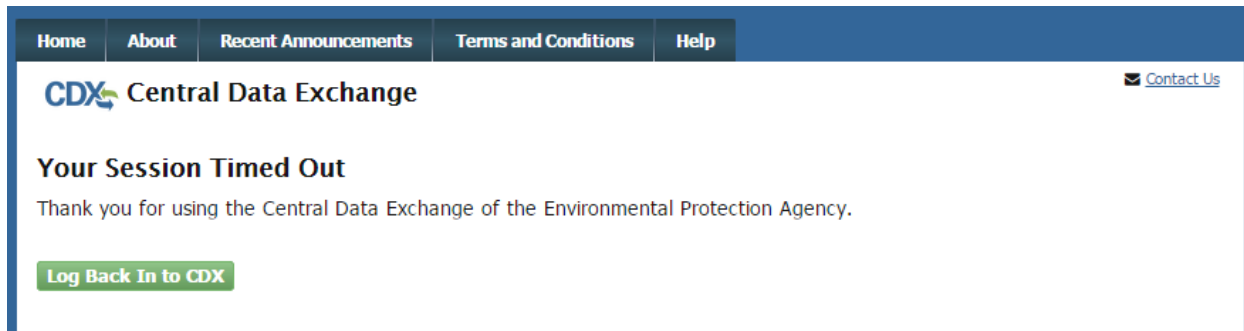 Home About Recent Announcements Terms and Conditions Help
Contact Us
CDX Central Data Exchange
Your Session Timed Out
Thank you for using the Central Data Exchange of the Environmental Protection Agency.
Log Back In to CDX